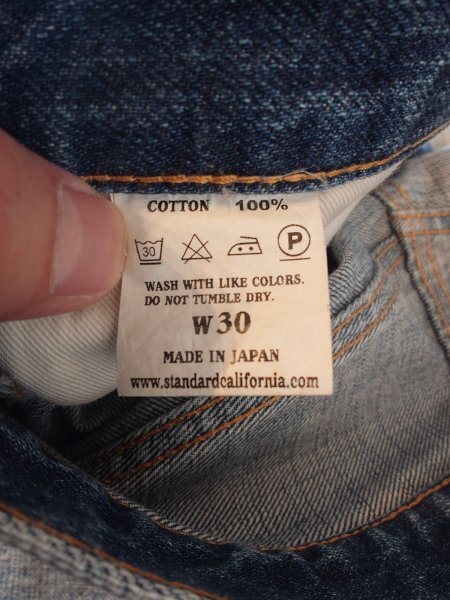 COTTON 100%
30 P
WASH WITH LIKE COLORS.
DO NOT TUMBLE DRY.
W30
MADE IN JAPAN
www.standardcalifornia.com